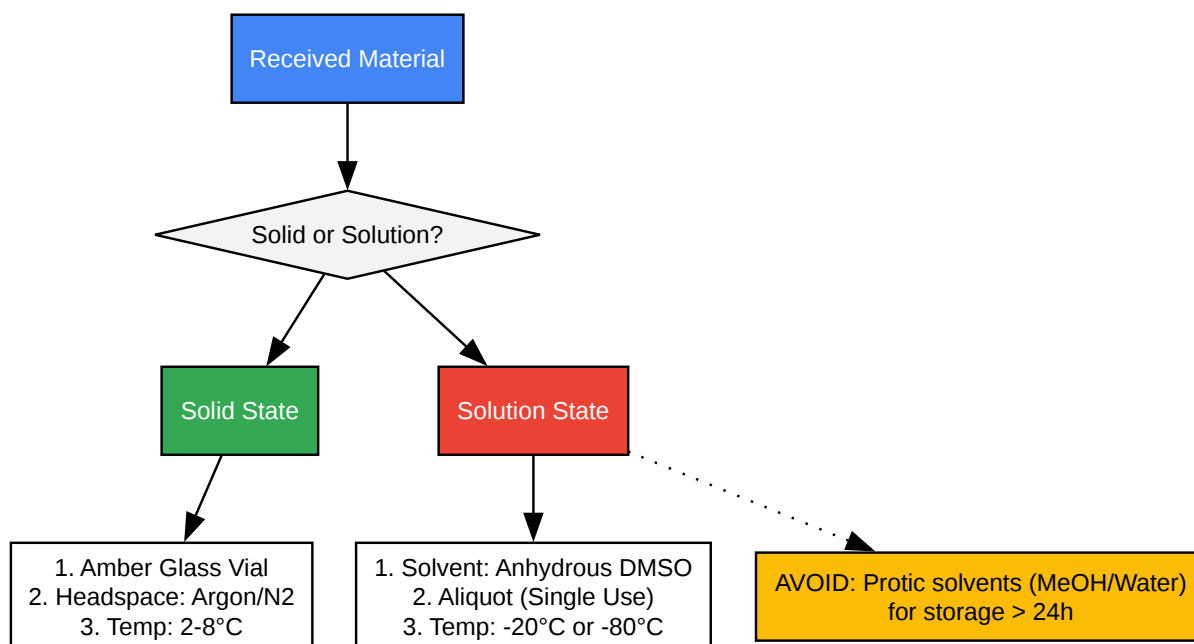 Received Material
Solid or Solution?
Solid State
Solution State
1. Amber Glass Vial
2. Headspace: Argon/N2
3. Temp: 2-8°C
1. Solvent: Anhydrous DMSO
2. Aliquot (Single Use)
3. Temp: -20°C or -80°C
AVOID: Protic solvents (MeOH/Water)
for storage > 24h